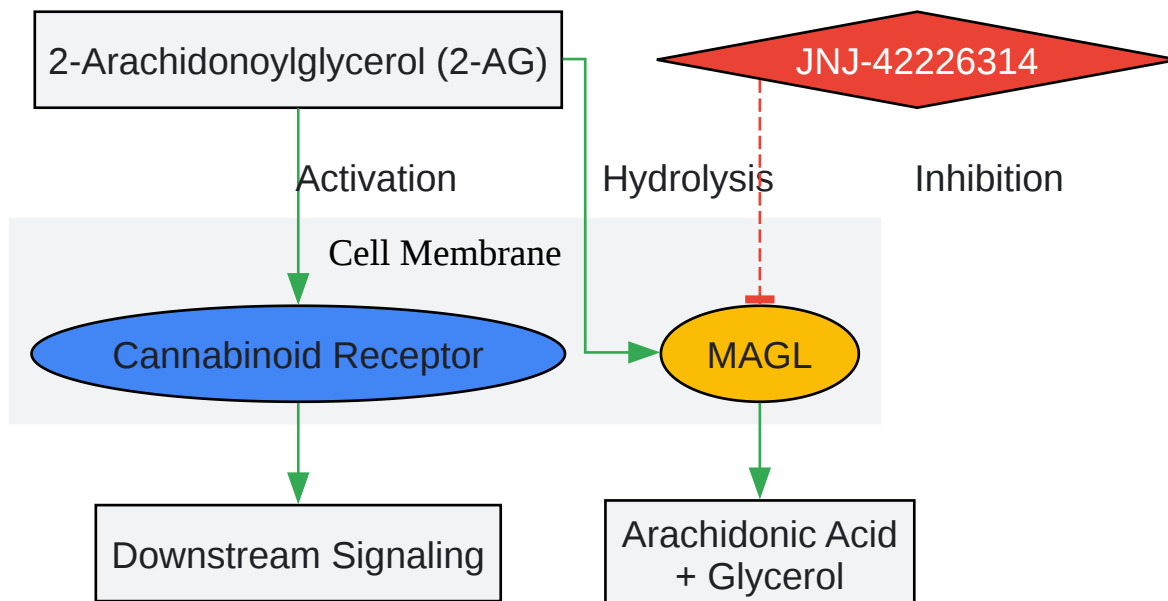 2-Arachidonoylglycerol (2-AG)
JNJ-42226314
Activation
Hydrolysis
Inhibition
Cell Membrane
Cannabinoid Receptor
MAGL
Downstream Signaling
Arachidonic Acid
+ Glycerol